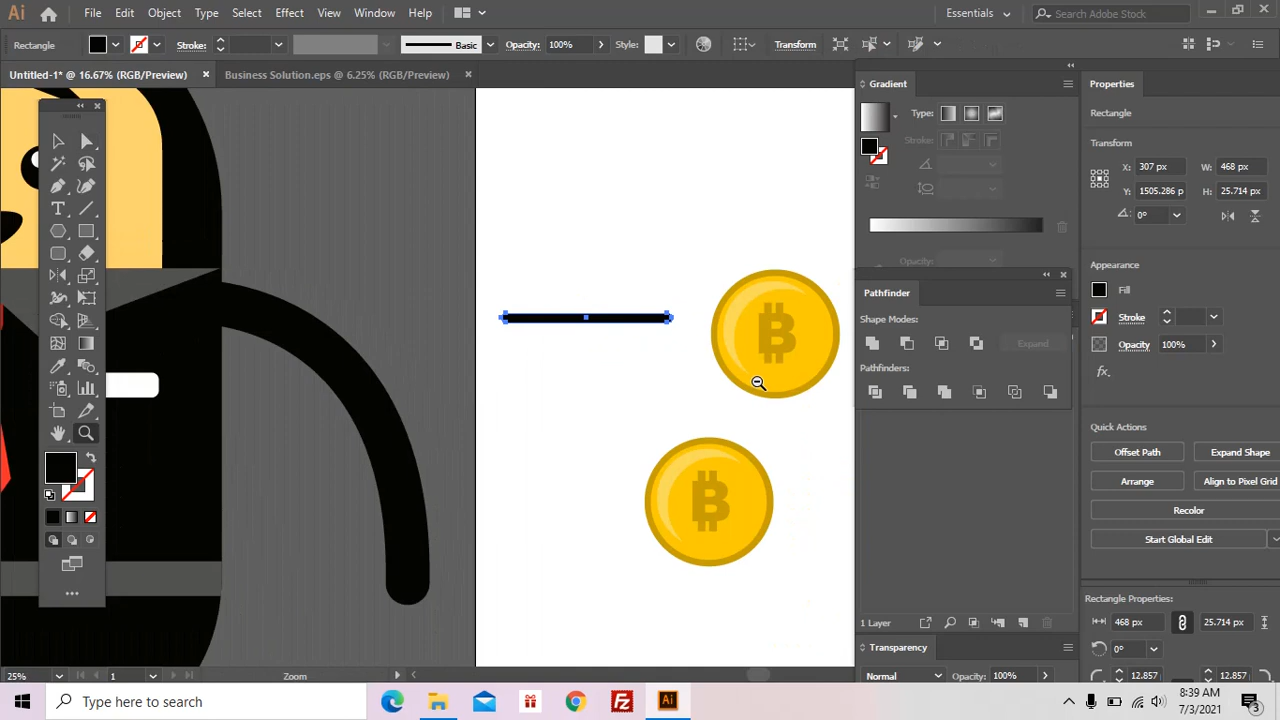 Ai File Edit Object Type Select Effect View Window Help Essentials Search Adobe Stock
Rectangle Stroke: Basic Opacity: 100% Style: Transform
Untitled-1* @ 16.67% (RGB/Preview) × Business Solution.eps @ 6.25% (RGB/Preview) ×
Gradient
Type:
Stroke:
Opacity:
Pathfinder
Shape Modes:
Expand
Pathfinders:
1 Layer
Transparency
Normal Opacity: 100%
Properties
Rectangle
Transform
X: 307 px W: 468 px
Y: 1505.286 p H: 25.714 px
0°
Appearance
Fill
Stroke
Opacity 100%
fx.
Quick Actions
Offset Path Expand Shape
Arrange Align to Pixel Grid
Recolor
Start Global Edit
Rectangle Properties:
468 px 25.714 px
0°
12.857 12.857
B
B
25% 1 Zoom
Type here to search
Fz Ai
8:39 AM
7/3/2021
3